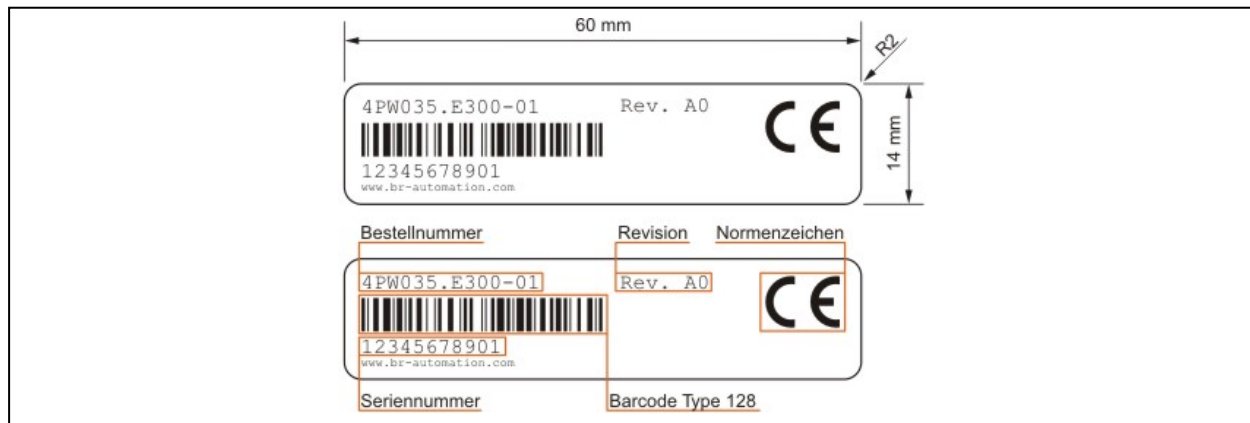 60 mm
R2
4PW035.E300-01 Rev. A0 CE
12345678901
www.br-automation.com
14 mm
Bestellnummer Revision Normenzeichen
4PW035.E300-01 Rev. A0 CE
12345678901
www.br-automation.com
Seriennummer Barcode Type 128